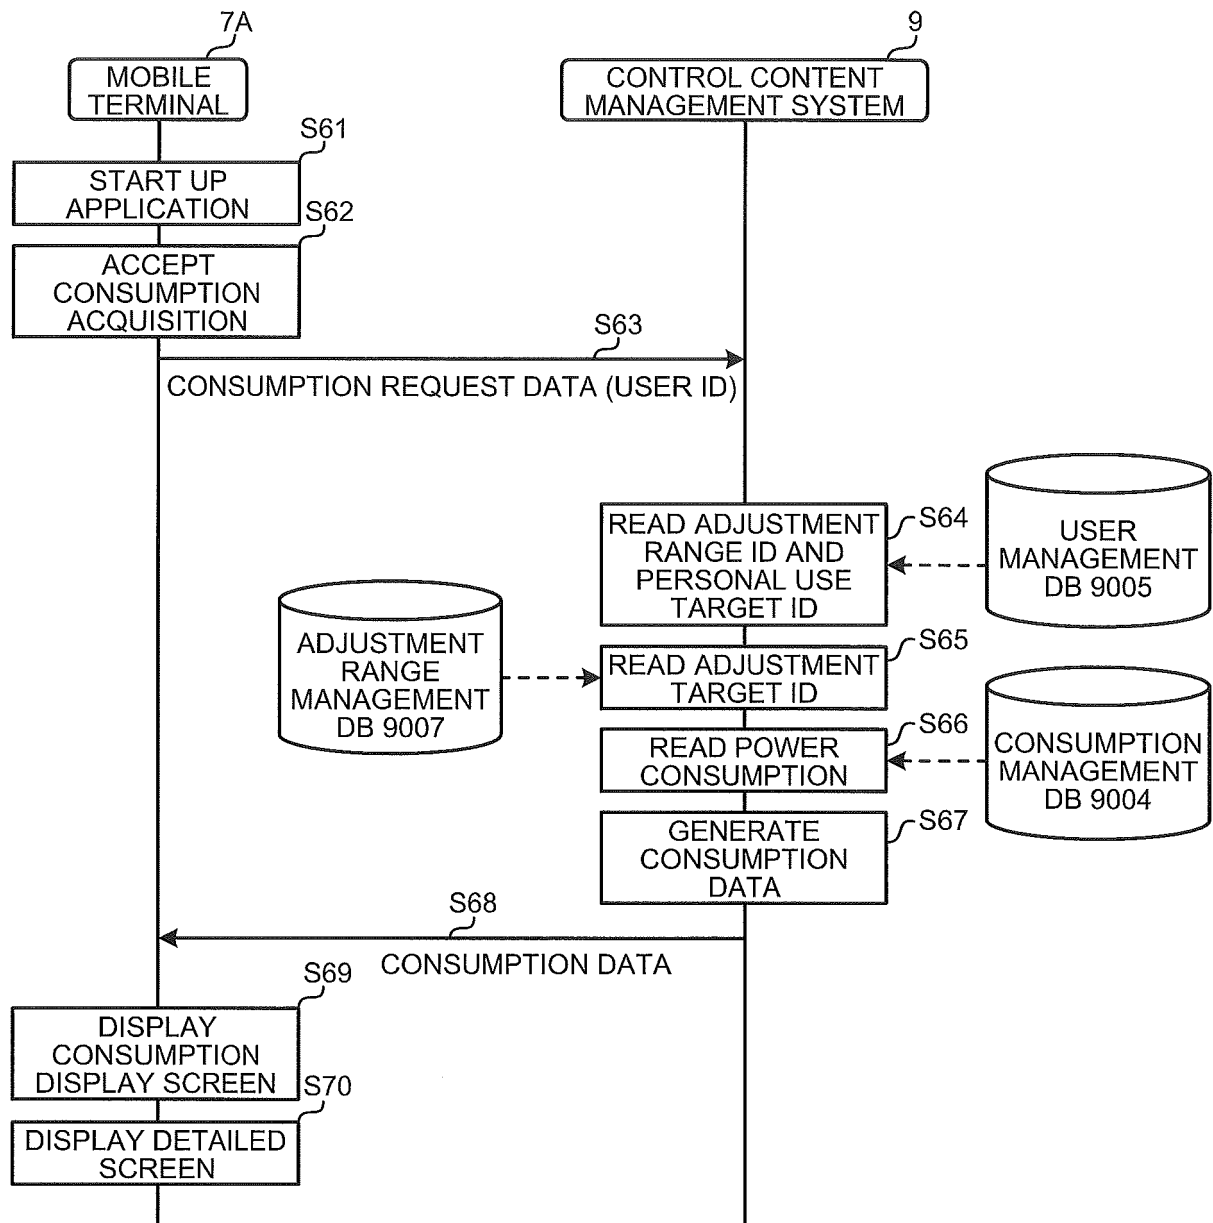 7A
9
MOBILE
TERMINAL
CONTROL CONTENT
MANAGEMENT SYSTEM
S61
START UP
APPLICATION
S62
ACCEPT
CONSUMPTION
ACQUISITION
S63
CONSUMPTION REQUEST DATA (USER ID)
S64
READ ADJUSTMENT
RANGE ID AND
PERSONAL USE
TARGET ID
USER
MANAGEMENT
DB 9005
S65
READ ADJUSTMENT
TARGET ID
ADJUSTMENT
RANGE
MANAGEMENT
DB 9007
S66
READ POWER
CONSUMPTION
CONSUMPTION
MANAGEMENT
DB 9004
S67
GENERATE
CONSUMPTION
DATA
S68
CONSUMPTION DATA
S69
DISPLAY
CONSUMPTION
DISPLAY SCREEN
S70
DISPLAY DETAILED
SCREEN